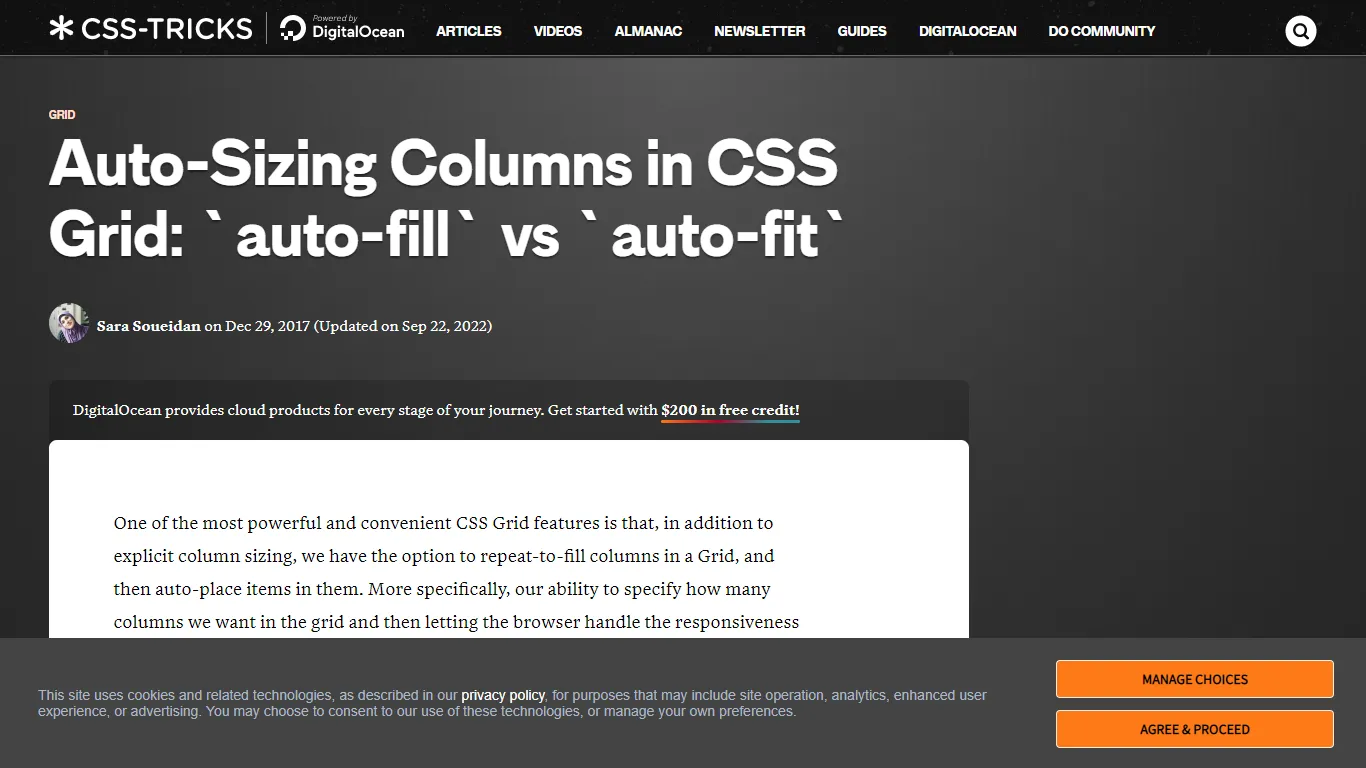 CSS-TRICKS
Powered by
DigitalOcean
ARTICLES
VIDEOS
ALMANAC
NEWSLETTER
GUIDES
DIGITALOCEAN
DO COMMUNITY
GRID
Auto-Sizing Columns in CSS
Grid: `auto-fill` vs `auto-fit`
Sara Soueidan on Dec 29, 2017 (Updated on Sep 22, 2022)
DigitalOcean provides cloud products for every stage of your journey. Get started with $200 in free credit!
One of the most powerful and convenient CSS Grid features is that, in addition to
explicit column sizing, we have the option to repeat-to-fill columns in a Grid, and
then auto-place items in them. More specifically, our ability to specify how many
columns we want in the grid and then letting the browser handle the responsiveness
This site uses cookies and related technologies, as described in our privacy policy, for purposes that may include site operation, analytics, enhanced user
experience, or advertising. You may choose to consent to our use of these technologies, or manage your own preferences.
MANAGE CHOICES
AGREE & PROCEED